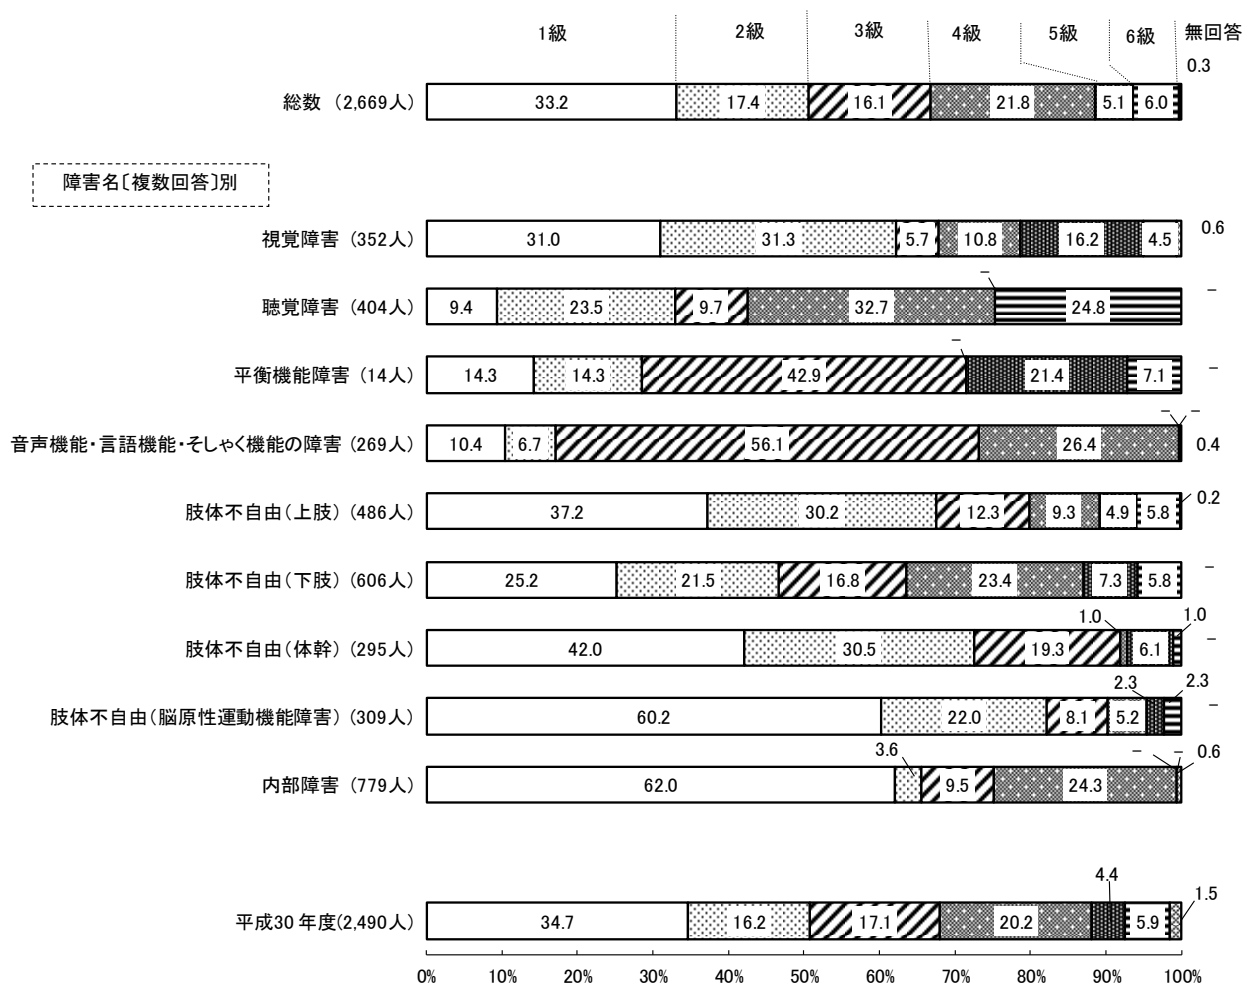 1級 2級 3級 4級 5級 6級 無回答
0.3
総数 (2,669人) 33.2 17.4 16.1 21.8 5.1 6.0
障害名〔複数回答〕別
視覚障害 (352人) 31.0 31.3 5.7 10.8 16.2 4.5 0.6
聴覚障害 (404人) 9.4 23.5 9.7 32.7 – 24.8 –
平衡機能障害 (14人) 14.3 14.3 42.9 – 21.4 7.1 –
音声機能・言語機能・そしゃく機能の障害 (269人) 10.4 6.7 56.1 26.4 – – 0.4
肢体不自由(上肢) (486人) 37.2 30.2 12.3 9.3 4.9 5.8 0.2
肢体不自由(下肢) (606人) 25.2 21.5 16.8 23.4 7.3 5.8 –
肢体不自由(体幹) (295人) 42.0 30.5 19.3 1.0 6.1 1.0 –
肢体不自由(脳原性運動機能障害) (309人) 60.2 22.0 8.1 5.2 2.3 2.3 –
内部障害 (779人) 62.0 3.6 9.5 24.3 – – 0.6
平成30年度(2,490人) 34.7 16.2 17.1 20.2 4.4 5.9 1.5
0% 10% 20% 30% 40% 50% 60% 70% 80% 90% 100%